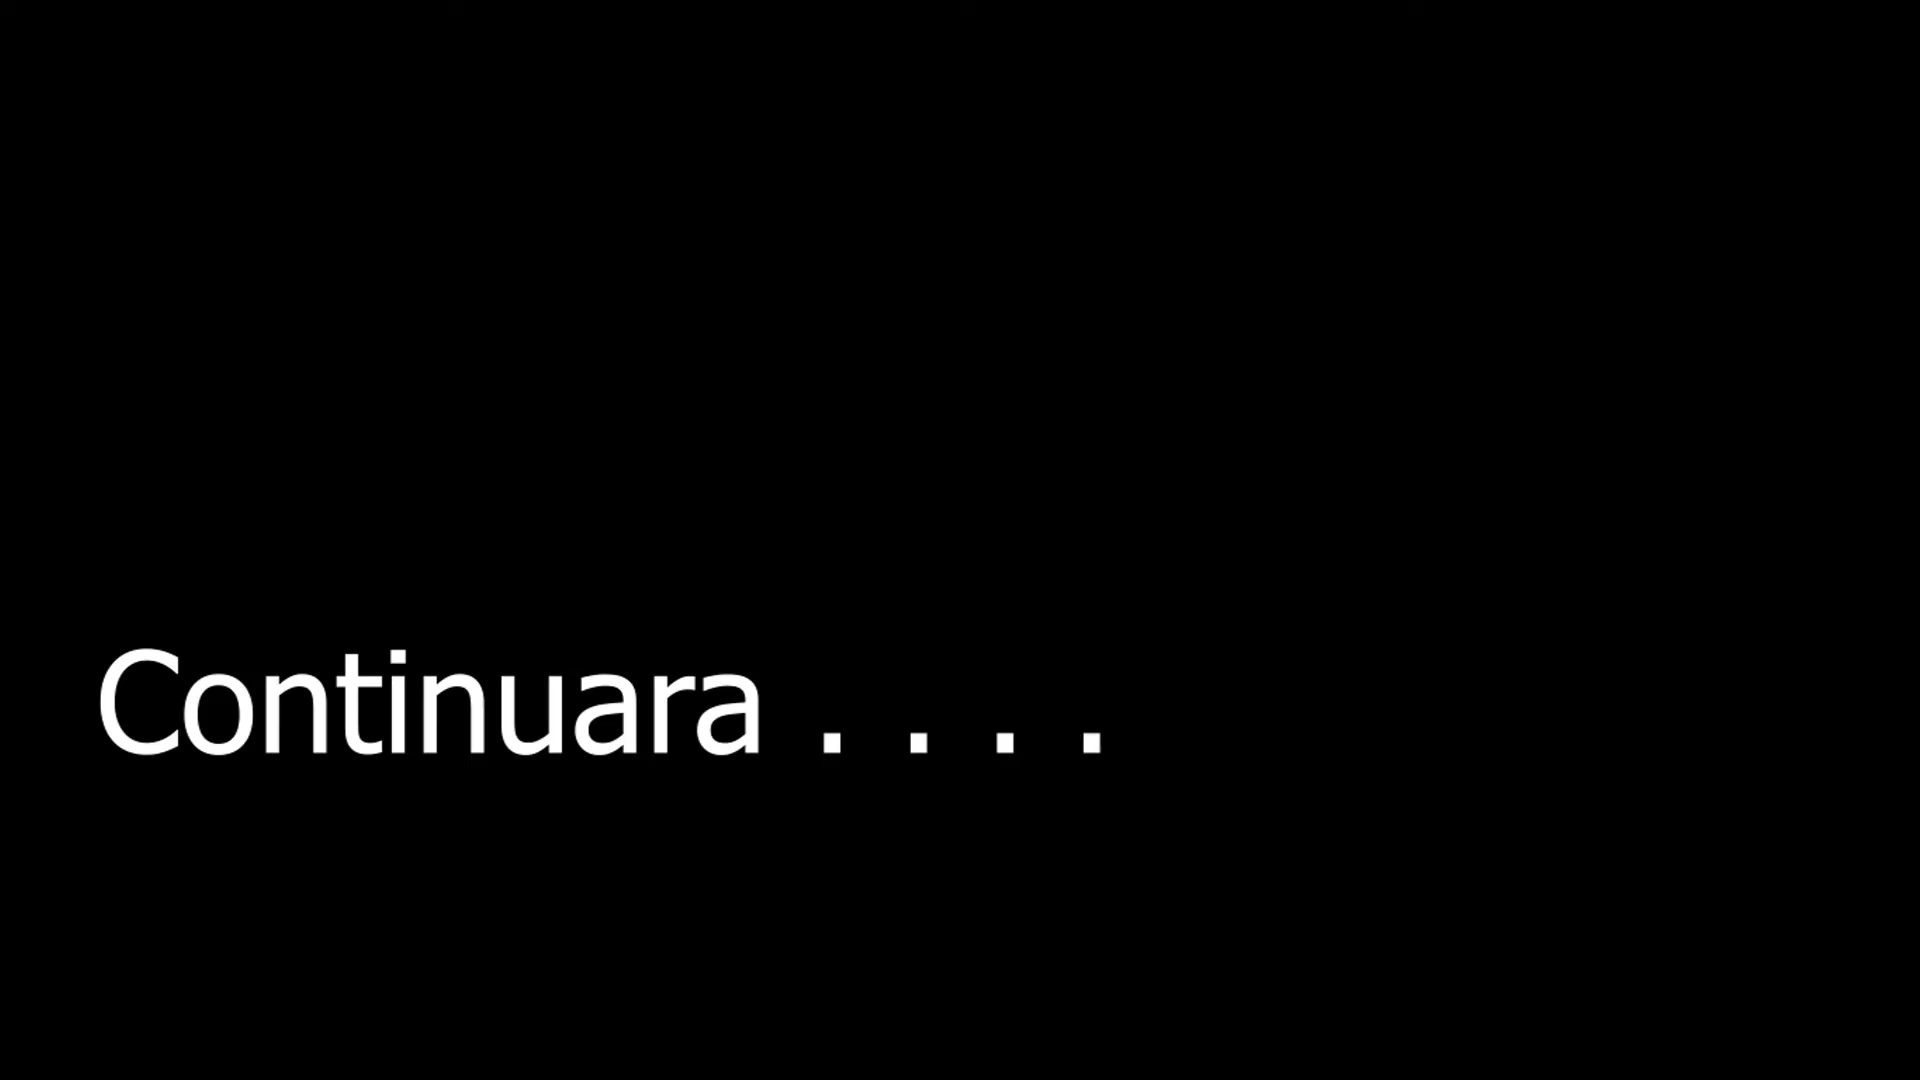 Continuara . . . .